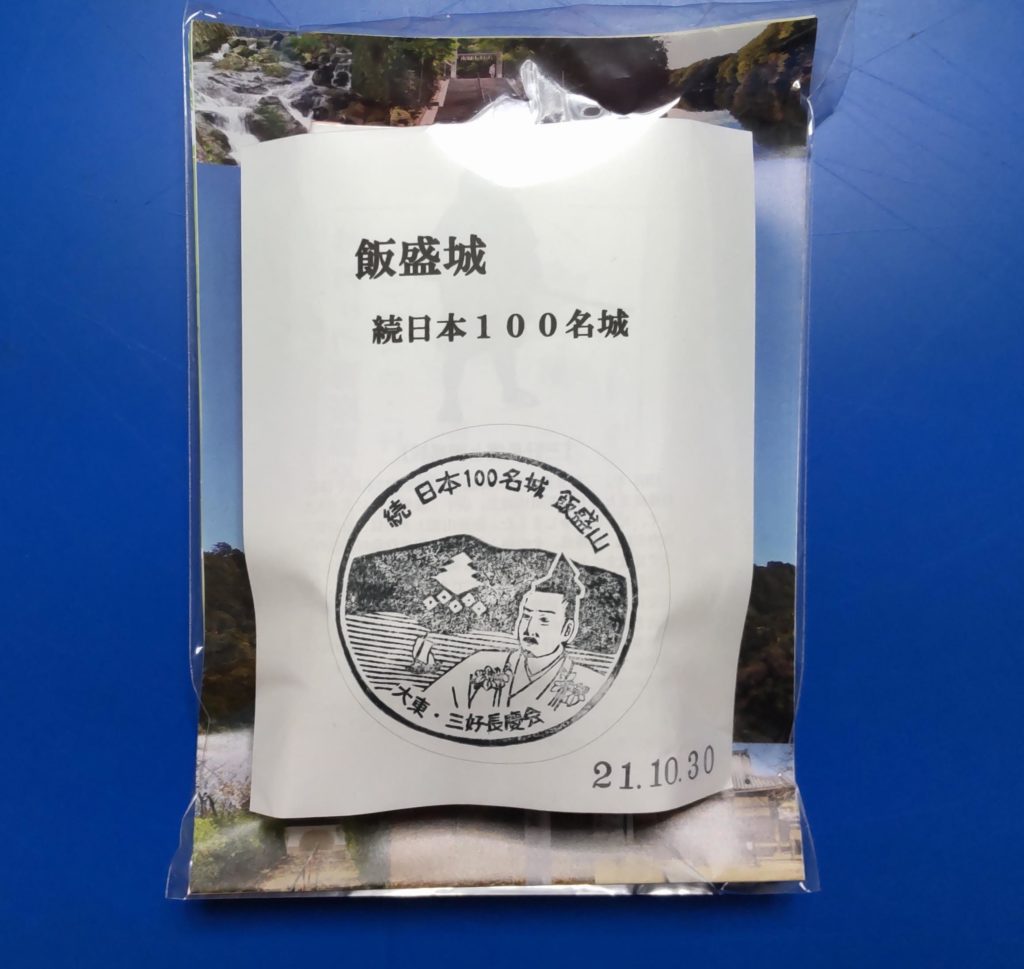 飯盛城
続日本１００名城
続 日本100名城 飯盛山
大東・三好長慶会
21.10.30